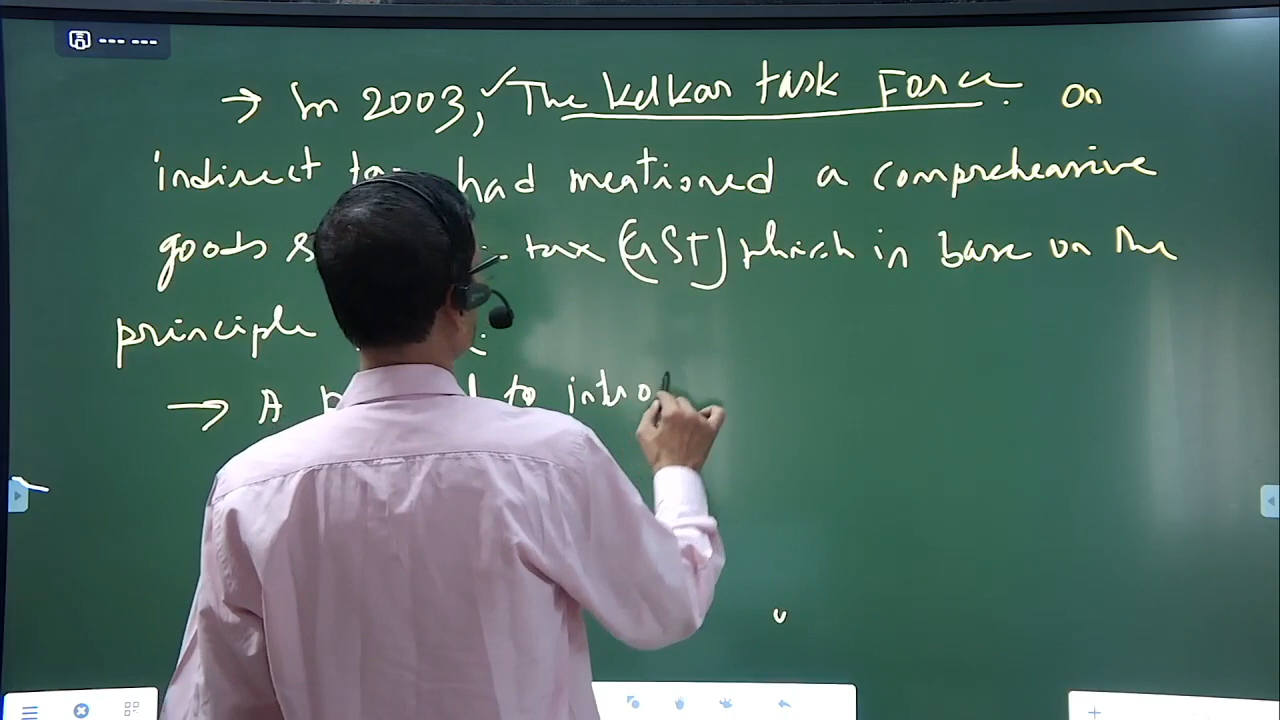 → In 2003, ✓The Kelkar task Force. on
indirect had mentioned a comprehensive
goods & tax (GST) which is base on the
principle
→ A to intro